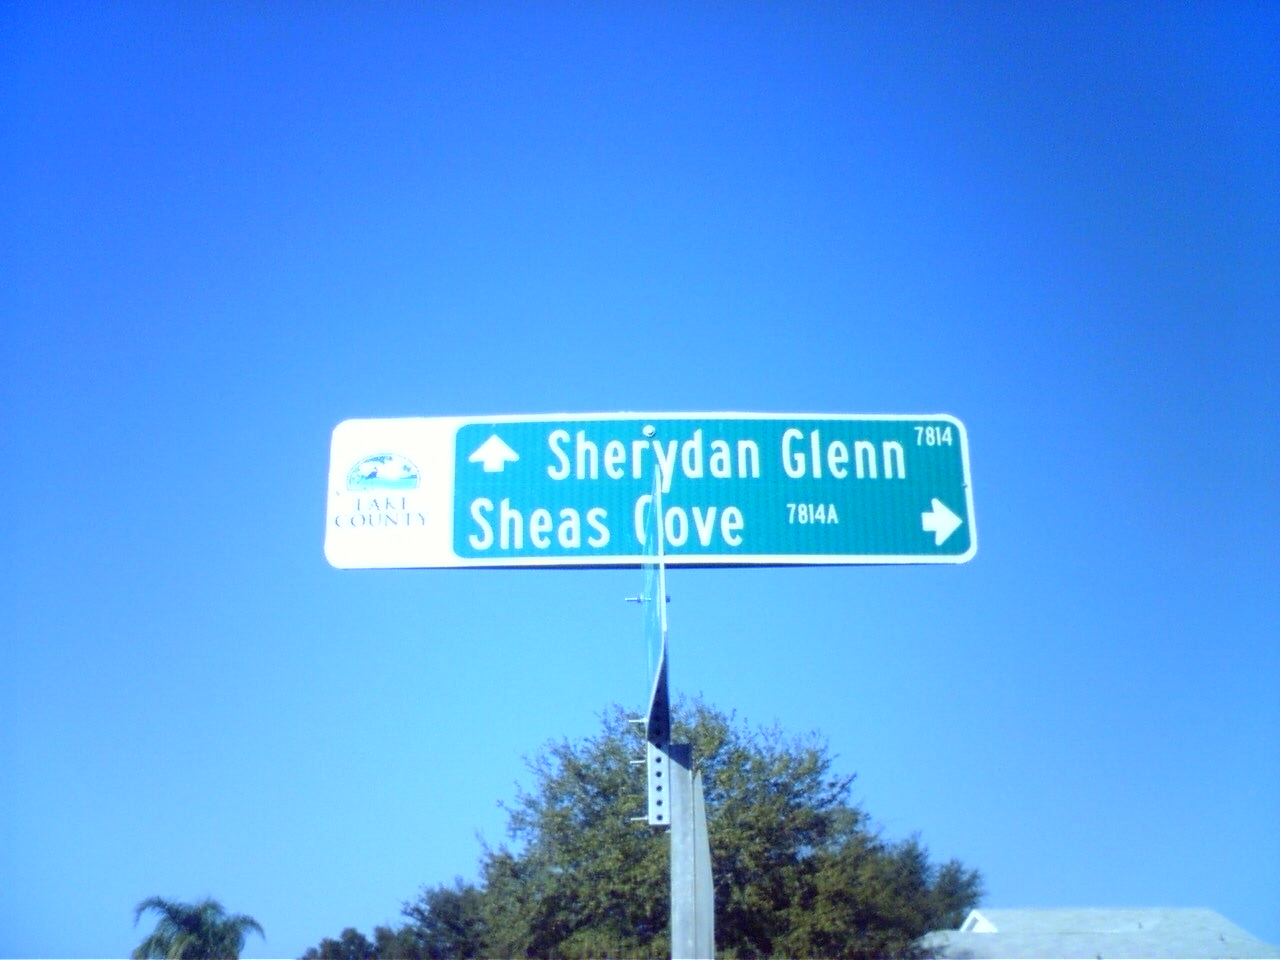 Sherydan Glenn 7814
Sheas Cove 7814A
LAKE
COUNTY